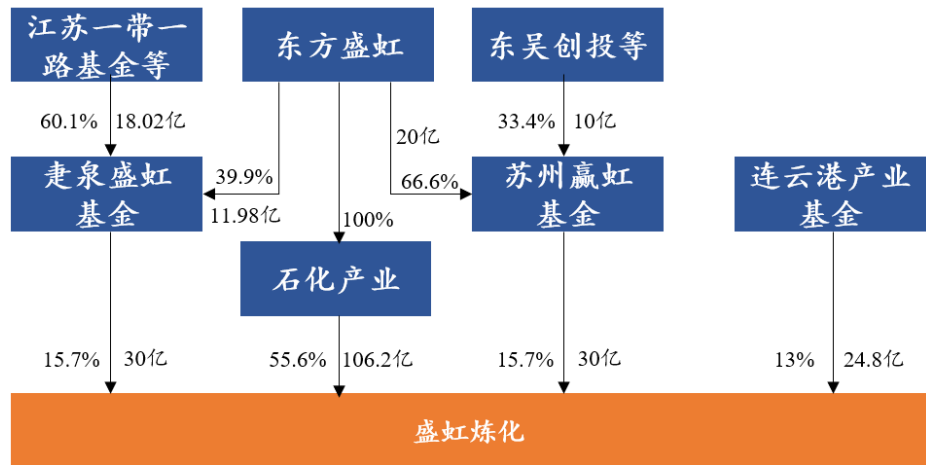 江苏一带一
路基金等
东方盛虹
东吴创投等
60.1%
18.02亿
20亿
33.4%
10亿
疌泉盛虹
基金
39.9%
11.98亿
100%
66.6%
苏州赢虹
基金
连云港产业
基金
石化产业
15.7%
30亿
55.6%
106.2亿
15.7%
30亿
13%
24.8亿
盛虹炼化